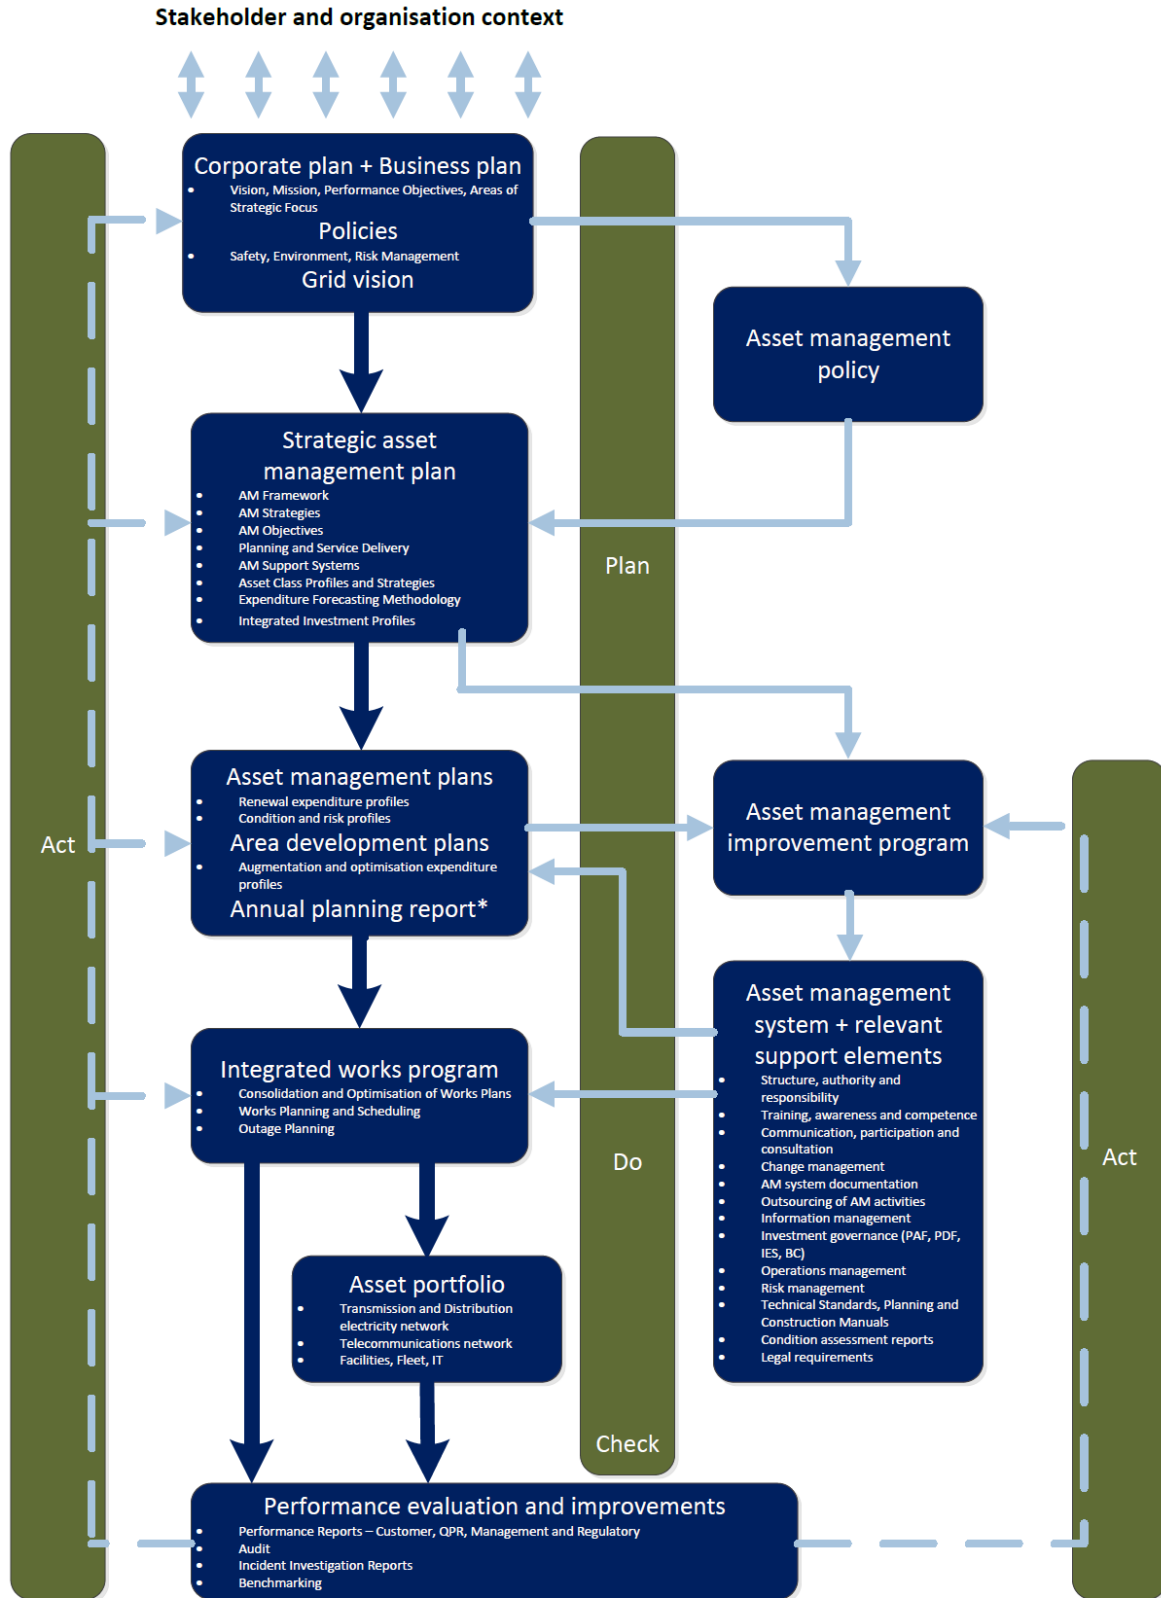 Stakeholder and organisation context
Corporate plan + Business plan
• Vision, Mission, Performance Objectives, Areas of
Strategic Focus
Policies
• Safety, Environment, Risk Management
Grid vision
Asset management
policy
Strategic asset
management plan
• AM Framework
• AM Strategies
• AM Objectives
• Planning and Service Delivery
• AM Support Systems
• Asset Class Profiles and Strategies
• Expenditure Forecasting Methodology
• Integrated Investment Profiles
Plan
Asset management plans
• Renewal expenditure profiles
• Condition and risk profiles
Area development plans
• Augmentation and optimisation expenditure
profiles
Annual planning report*
Asset management
improvement program
Act
Integrated works program
• Consolidation and Optimisation of Works Plans
• Works Planning and Scheduling
• Outage Planning
Do
Asset management
system + relevant
support elements
• Structure, authority and
responsibility
• Training, awareness and competence
• Communication, participation and
consultation
• Change management
• AM system documentation
• Outsourcing of AM activities
• Information management
• Investment governance (PAF, PDF,
IES, BC)
• Operations management
• Risk management
• Technical Standards, Planning and
Construction Manuals
• Condition assessment reports
• Legal requirements
Act
Asset portfolio
• Transmission and Distribution
electricity network
• Telecommunications network
• Facilities, Fleet, IT
Check
Performance evaluation and improvements
• Performance Reports – Customer, QPR, Management and Regulatory
• Audit
• Incident Investigation Reports
• Benchmarking